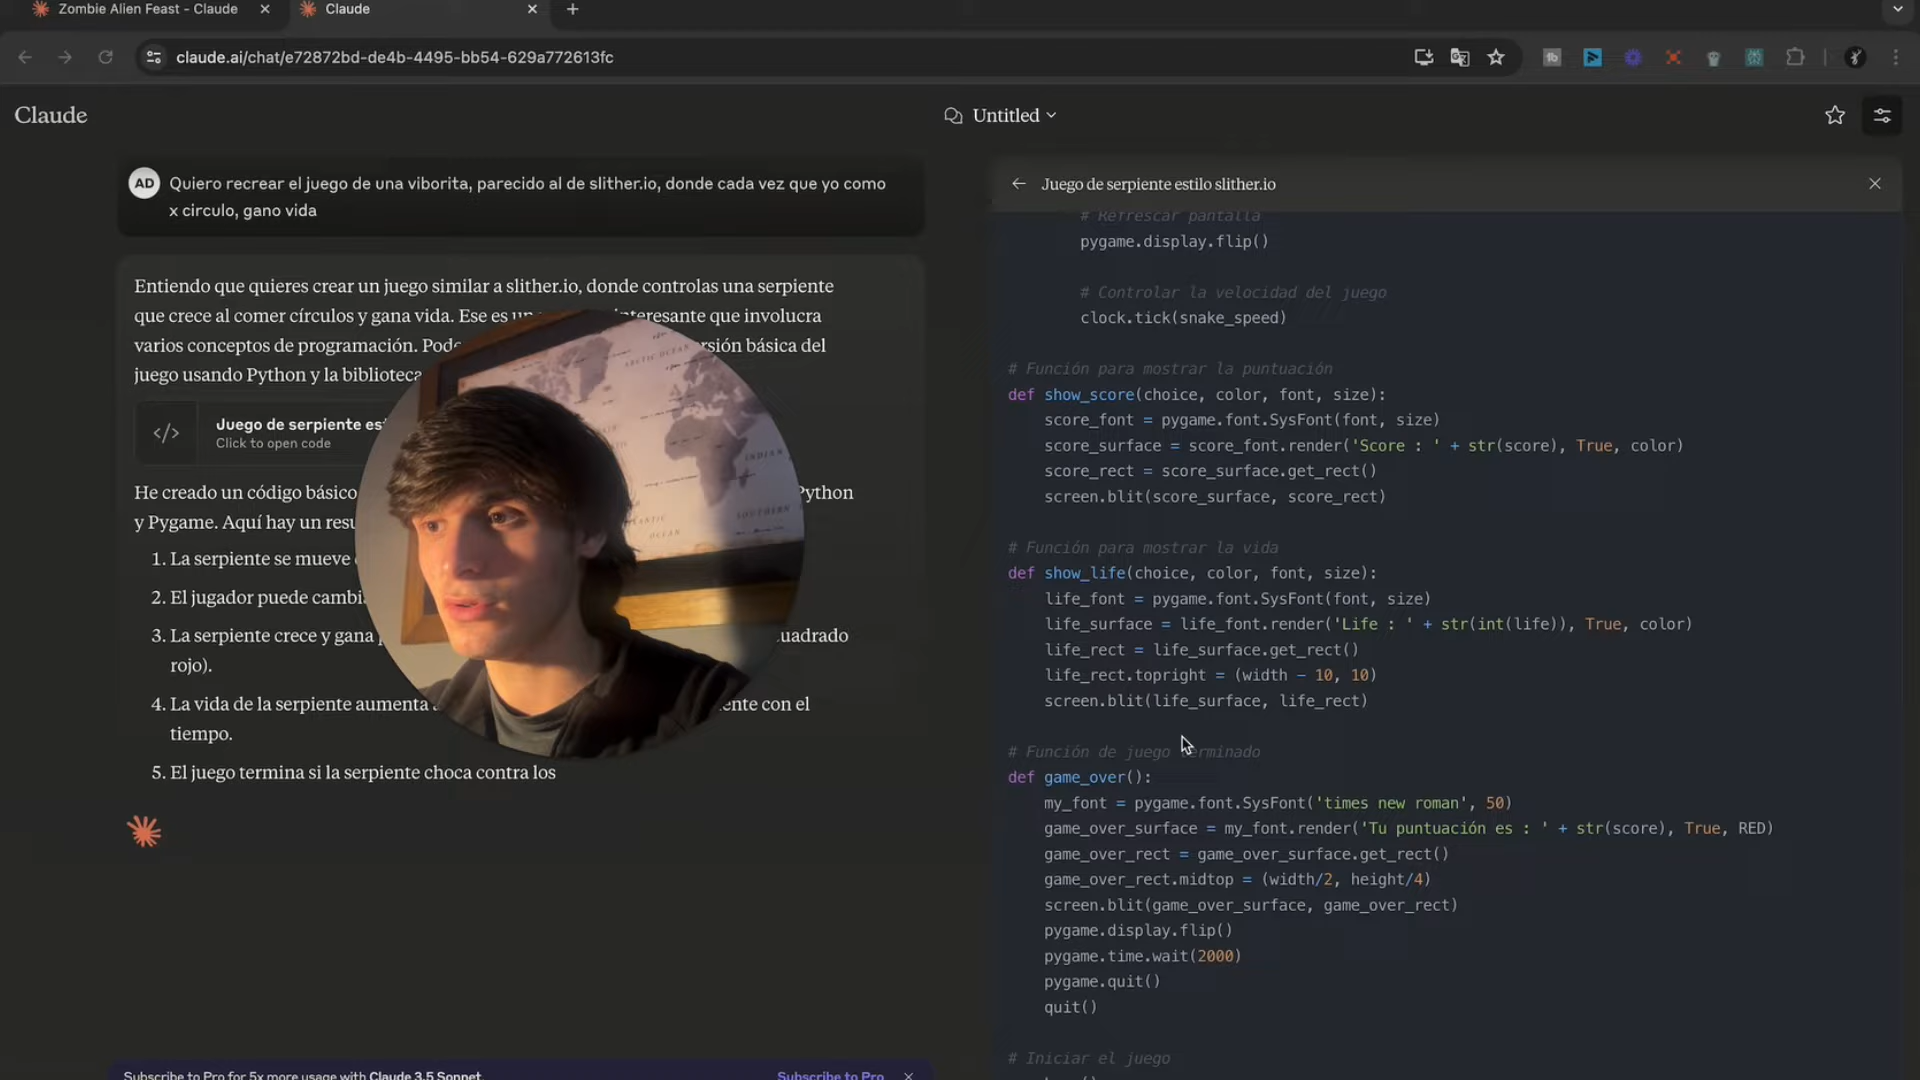 Zombie Alien Feast - Claude
Claude
claude.ai/chat/e72872bd-de4b-4495-bb54-629a772613fc
Claude
Untitled
AD
Quiero recrear el juego de una viborita, parecido al de slither.io, donde cada vez que yo como
x circulo, gano vida
Entiendo que quieres crear un juego similar a slither.io, donde controlas una serpiente
que crece al comer círculos y gana vida. Ese es un interesante que involucra
varios conceptos de programación. básica del
juego usando Python y la biblioteca
</>
Juego de serpiente
Click to open code
He creado un código básico Python
y Pygame. Aquí hay un
1. La serpiente se mueve
2. El jugador puede
3. La serpiente crece y gana
rojo).
4. La vida de la serpiente aumenta con el
tiempo.
5. El juego termina si la serpiente choca contra los
Subscribe to Pro for 5x more usage with Claude 3.5 Sonnet.
Subscribe to Pro
Juego de serpiente estilo slither.io
# Refrescar pantalla
pygame.display.flip()
# Controlar la velocidad del juego
clock.tick(snake_speed)
# Función para mostrar la puntuación
def show_score(choice, color, font, size):
score_font = pygame.font.SysFont(font, size)
score_surface = score_font.render('Score : ' + str(score), True, color)
score_rect = score_surface.get_rect()
screen.blit(score_surface, score_rect)
# Función para mostrar la vida
def show_life(choice, color, font, size):
life_font = pygame.font.SysFont(font, size)
life_surface = life_font.render('Life : ' + str(int(life)), True, color)
life_rect = life_surface.get_rect()
life_rect.topright = (width - 10, 10)
screen.blit(life_surface, life_rect)
# Función de juego terminado
def game_over():
my_font = pygame.font.SysFont('times new roman', 50)
game_over_surface = my_font.render('Tu puntuación es : ' + str(score), True, RED)
game_over_rect = game_over_surface.get_rect()
game_over_rect.midtop = (width/2, height/4)
screen.blit(game_over_surface, game_over_rect)
pygame.display.flip()
pygame.time.wait(2000)
pygame.quit()
quit()
# Iniciar el juego